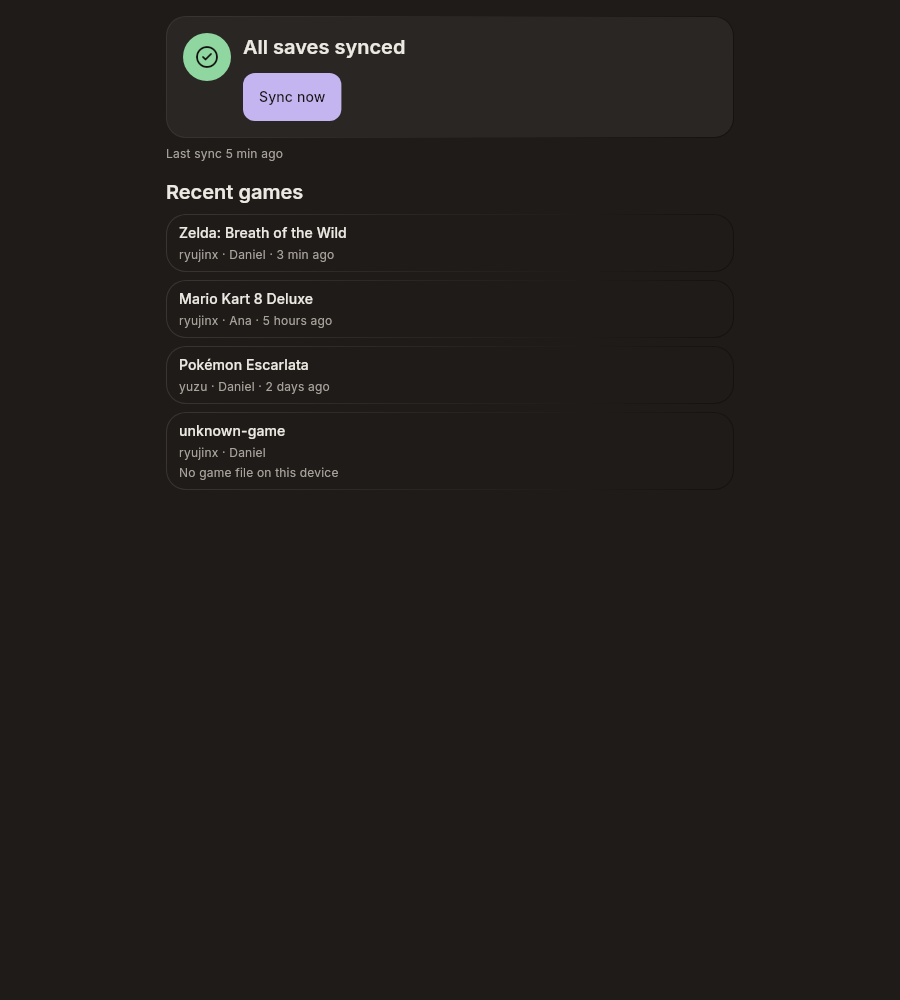 All saves synced
Sync now
Last sync 5 min ago
Recent games
Zelda: Breath of the Wild
ryujinx · Daniel · 3 min ago
Mario Kart 8 Deluxe
ryujinx · Ana · 5 hours ago
Pokémon Escarlata
yuzu · Daniel · 2 days ago
unknown-game
ryujinx · Daniel
No game file on this device